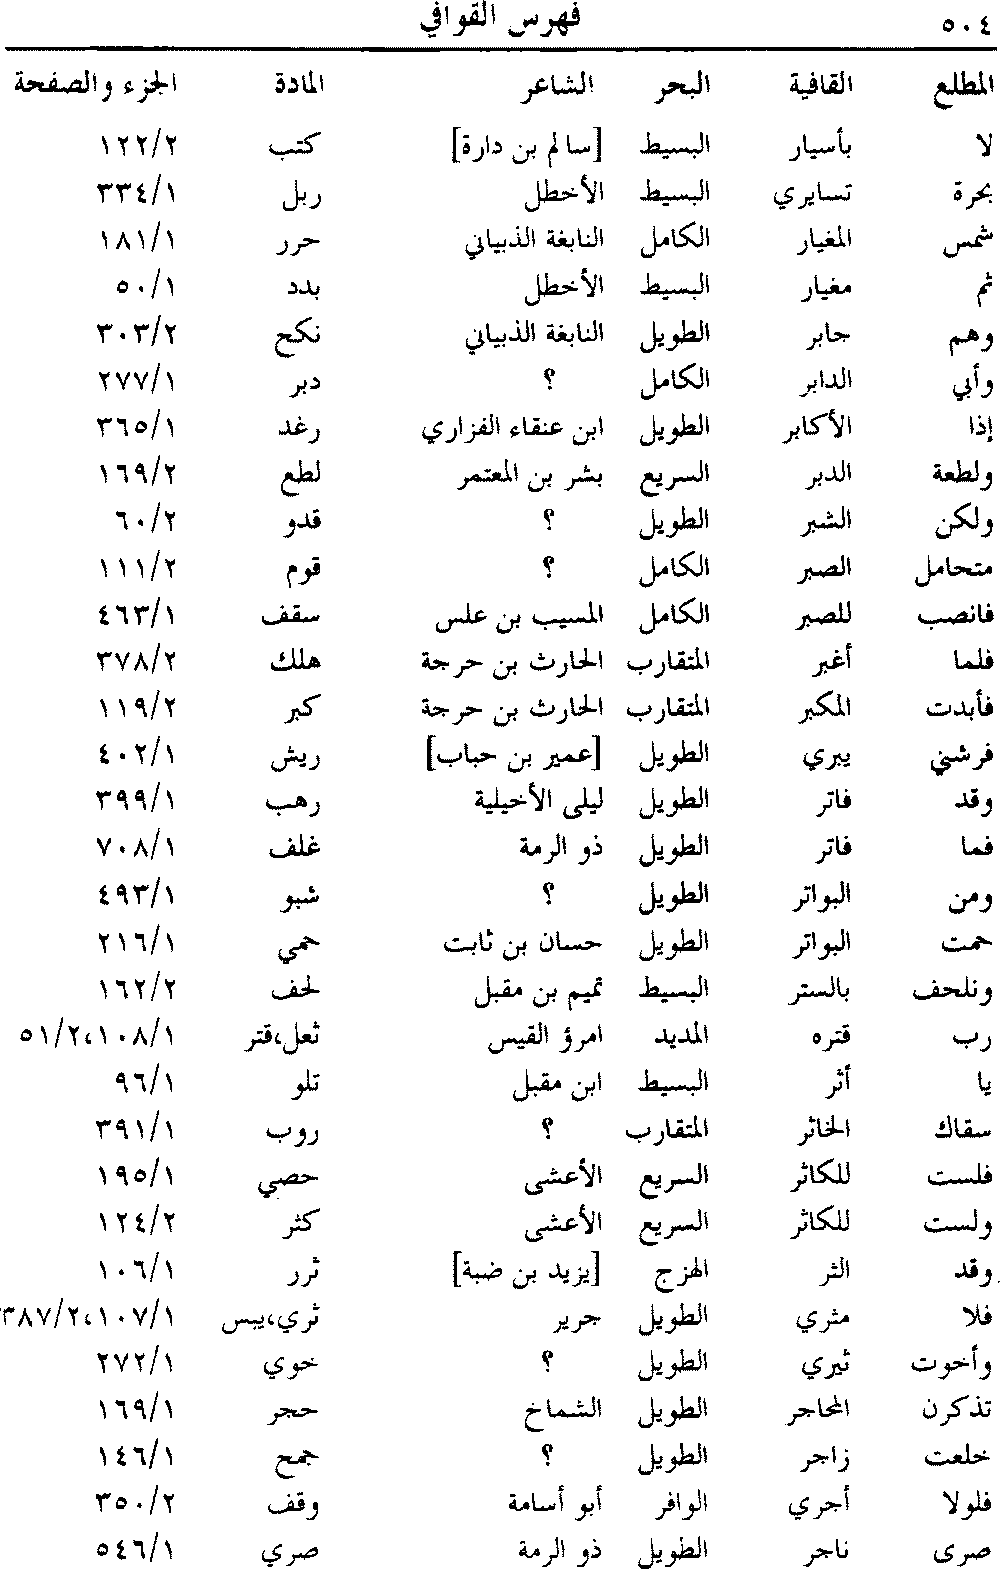 ٥٠٤ فهرس القوافي
المطلع القافية البحر الشاعر المادة الجزء والصفحة
لا بأسيار البسيط [سالم بن دارة] كتب ١٢٢/٢
بحرة تسايري البسيط الأخطل ربل ٣٣٤/١
شمس المغيار الكامل النابغة الذبياني حرر ١٨١/١
ثم مغيار البسيط الأخطل بدد ٥٠/١
وهم جابر الطويل النابغة الذبياني نكح ٣٠٣/٢
وأبي الدابر الكامل ؟ دبر ٢٧٧/١
إذا الأكابر الطويل ابن عنقاء الفزاري رغد ٣٦٥/١
ولطعة الدبر السريع بشر بن المعتمر لطع ١٦٩/٢
ولكن الشبر الطويل ؟ قدو ٦٠/٢
متحامل الصبر الكامل ؟ قوم ١١١/٢
فانصب للصبر الكامل المسيب بن علس سقف ٤٦٣/١
فلما أغبر المتقارب الحارث بن حرجة هلك ٣٧٨/٢
فأبدت المكبر المتقارب الحارث بن حرجة كبر ١١٩/٢
فرشني يبري الطويل [عمير بن حباب] ريش ٤٠٢/١
وقد فاتر الطويل ليلى الأخيلية رهب ٣٩٩/١
فما فاتر الطويل ذو الرمة غلف ٧٠٨/١
ومن البواتر الطويل ؟ شبو ٤٩٣/١
حمت البواتر الطويل حسان بن ثابت حمي ٢١٦/١
ونلحف بالستر البسيط تميم بن مقبل لحف ١٦٢/٢
رب قتره المديد امرؤ القيس ثعل،قتر ١٠٨/١،٥١/٢
يا أثر البسيط ابن مقبل تلو ٩٦/١
سقاك الخاثر المتقارب ؟ روب ٣٩١/١
فلست للكاثر السريع الأعشى حصي ١٩٥/١
ولست للكاثر السريع الأعشى كثر ١٢٤/٢
وقد الثر الهزج [يزيد بن ضبة] ثرر ١٠٦/١
فلا مثري الطويل جرير ثري،يبس ١٠٧/١،٣٨٧/٢
وأخوت ثيري الطويل ؟ خوي ٢٧٢/١
تذكرن المحاجر الطويل الشماخ حجر ١٦٩/١
خلعت زاجر الطويل ؟ جمح ١٤٦/١
فلولا أجري الوافر أبو أسامة وقف ٣٥٠/٢
صرى ناجر الطويل ذو الرمة صري ٥٤٦/١